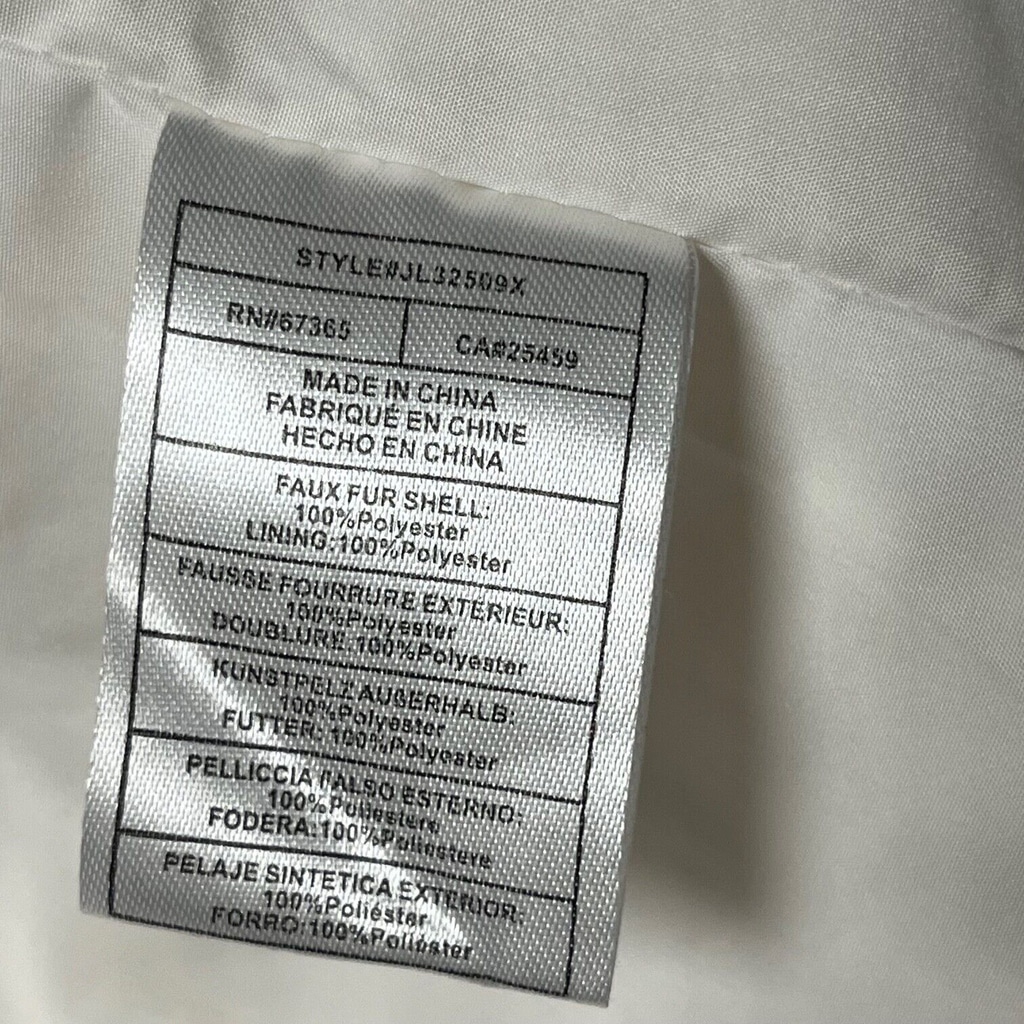 STYLE#JL32509X
RN#67365
CA#25459
MADE IN CHINA
FABRIQUÉ EN CHINE
HECHO EN CHINA
FAUX FUR SHELL:
100%Polyester
LINING:100%Polyester
FAUSSE FOURRURE EXTERIEUR:
100%Polyester
DOUBLURE:100%Polyester
KUNSTPELZ AUßERHALB:
100%Polyester
FUTTER: 100%Polyester
PELLICCIA FALSO ESTERNO:
100%Poliestere
FODERA:100%Poliestere
PELAJE SINTETICA EXTERIOR:
100%Poliéster
FORRO:100%Poliéster